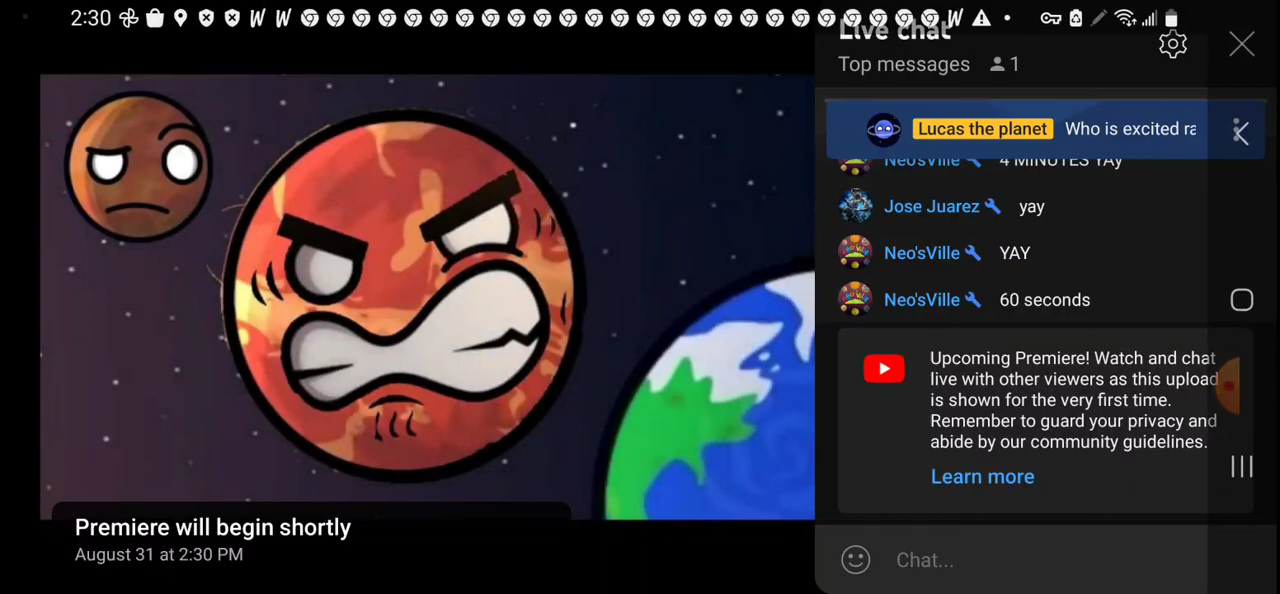 2:30
Live chat
Top messages 1
Lucas the planet Who is excited ra
Neo'sVille 4 MINUTES YAy
Jose Juarez yay
Neo'sVille YAY
Neo'sVille 60 seconds
Upcoming Premiere! Watch and chat
live with other viewers as this upload
is shown for the very first time.
Remember to guard your privacy and
abide by our community guidelines.
Learn more
Chat...
Premiere will begin shortly
August 31 at 2:30 PM